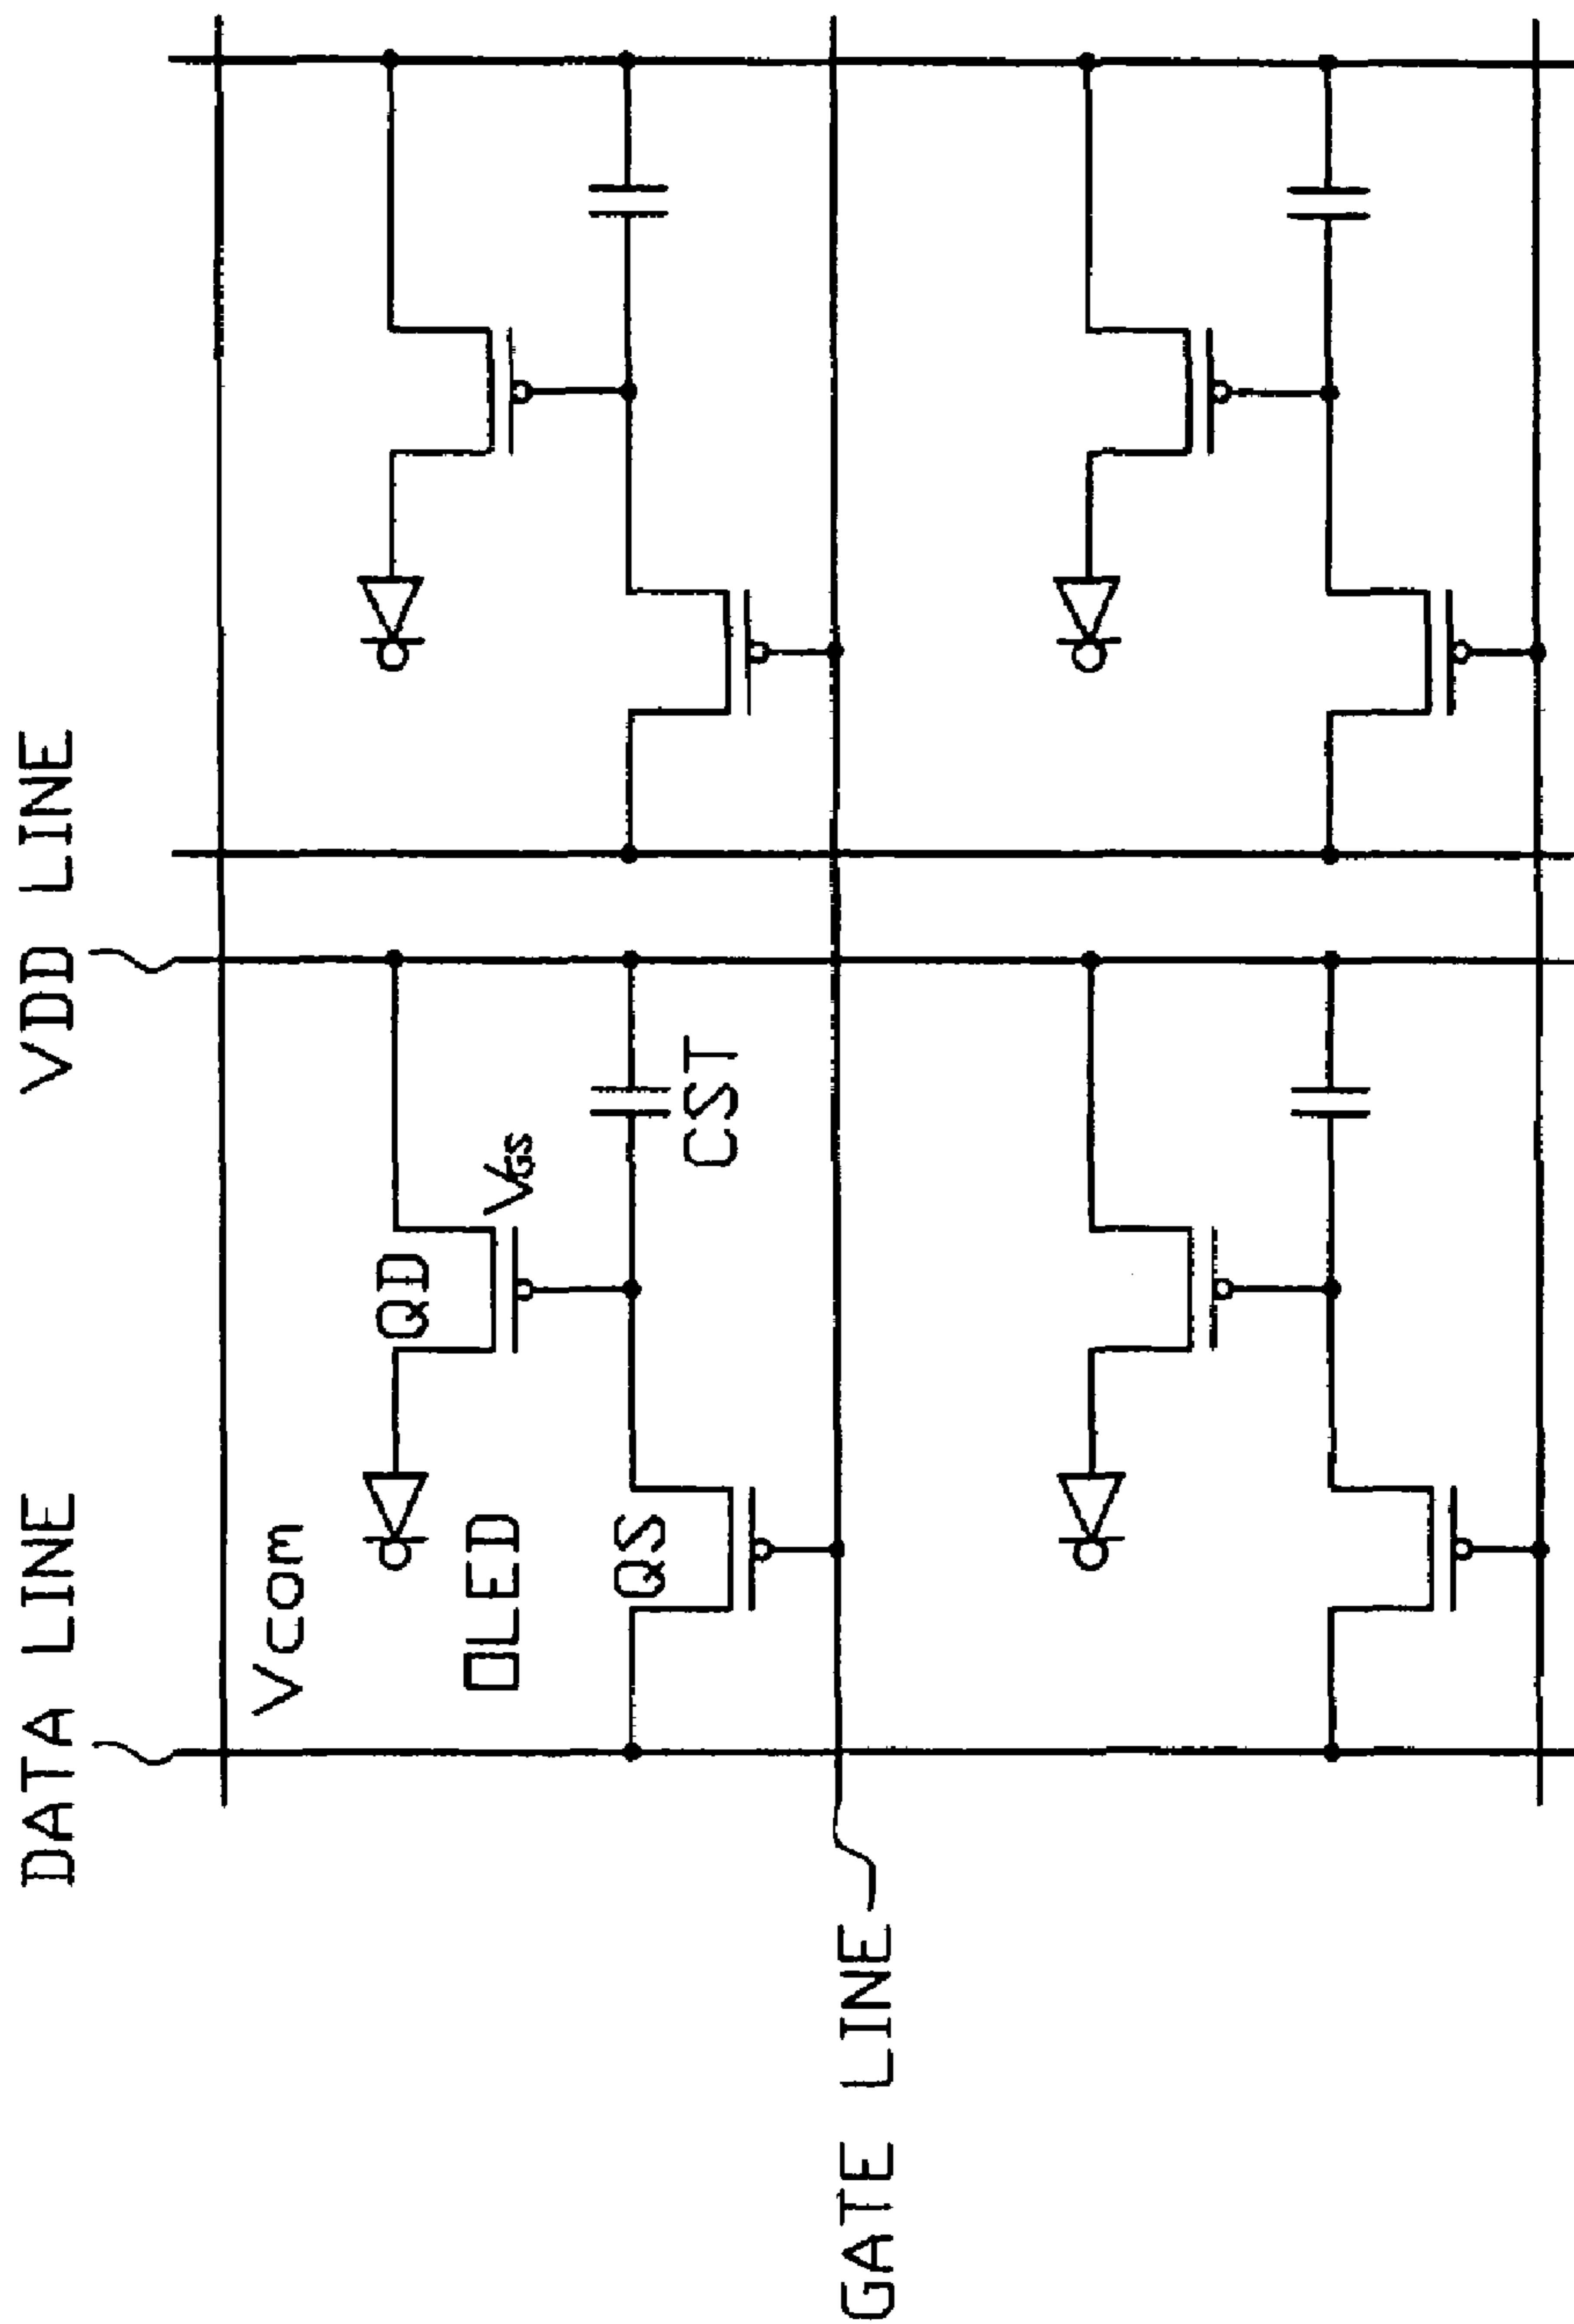 DATA LINE
VDD LINE
Vcom
QD
VGS
OLED
CST
QS
GATE LINE